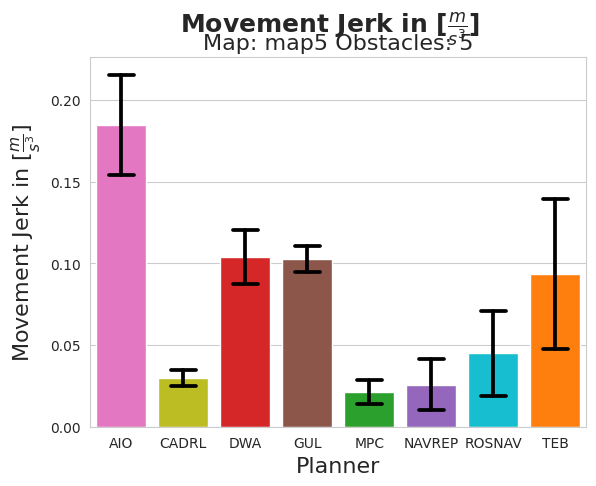 Movement Jerk in [m/s³]
Map: map5 Obstacles: 5
Movement Jerk in [m/s³]
0.20
0.15
0.10
0.05
0.00
AIO CADRL DWA GUL MPC NAVREP ROSNAV TEB
Planner